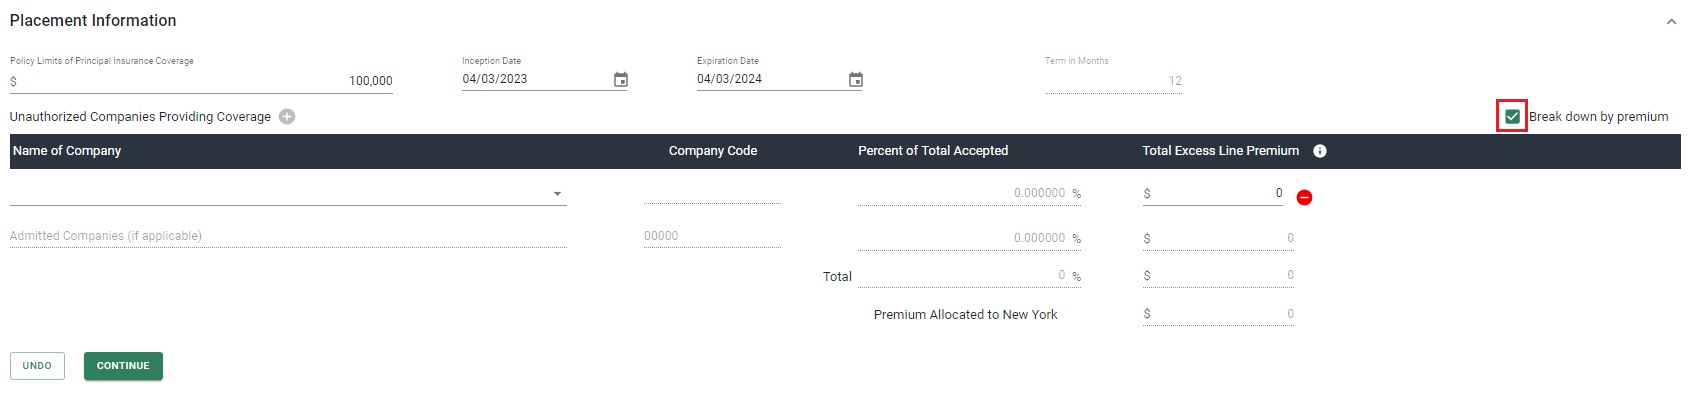 Placement Information
Policy Limits of Principal Insurance Coverage Inception Date Expiration Date Term in Months
$ 100,000 04/03/2023 04/03/2024 12
Unauthorized Companies Providing Coverage Break down by premium
Name of Company Company Code Percent of Total Accepted Total Excess Line Premium
0.000000 % $ 0
Admitted Companies (if applicable) 00000 0.000000 % $ 0
Total 0 % $ 0
Premium Allocated to New York $ 0
UNDO CONTINUE